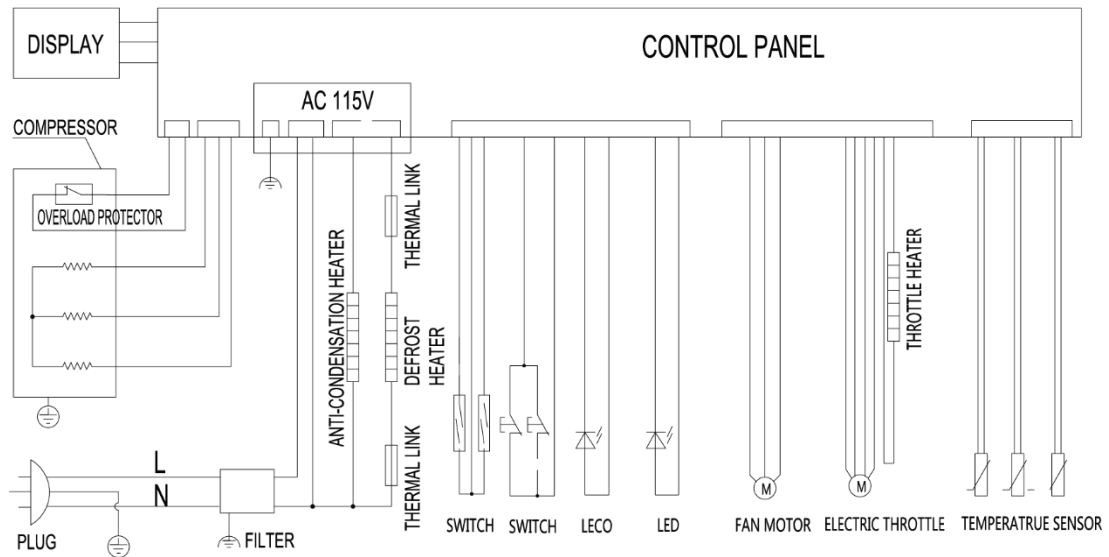 DISPLAY
CONTROL PANEL
AC 115V
COMPRESSOR
OVERLOAD PROTECTOR
ANTI-CONDENSATION HEATER
THERMAL LINK
DEFROST
HEATER
THERMAL LINK
THROTTLE HEATER
L
N
PLUG
FILTER
SWITCH
SWITCH
LECO
LED
M
FAN MOTOR
M
ELECTRIC THROTTLE
TEMPERATRUE SENSOR